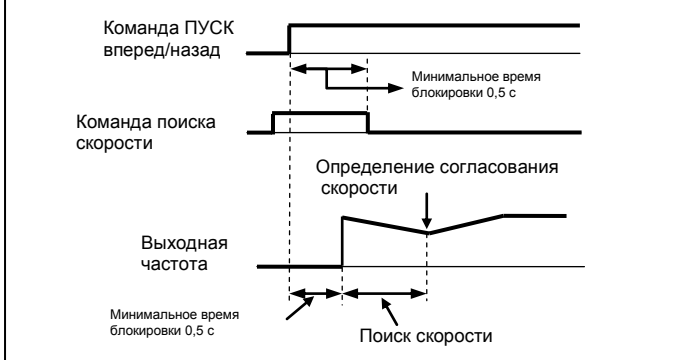 Команда ПУСК
вперед/назад
Минимальное время
блокировки 0,5 с
Команда поиска
скорости
Определение согласования
скорости
Выходная
частота
Минимальное время
блокировки 0,5 с
Поиск скорости